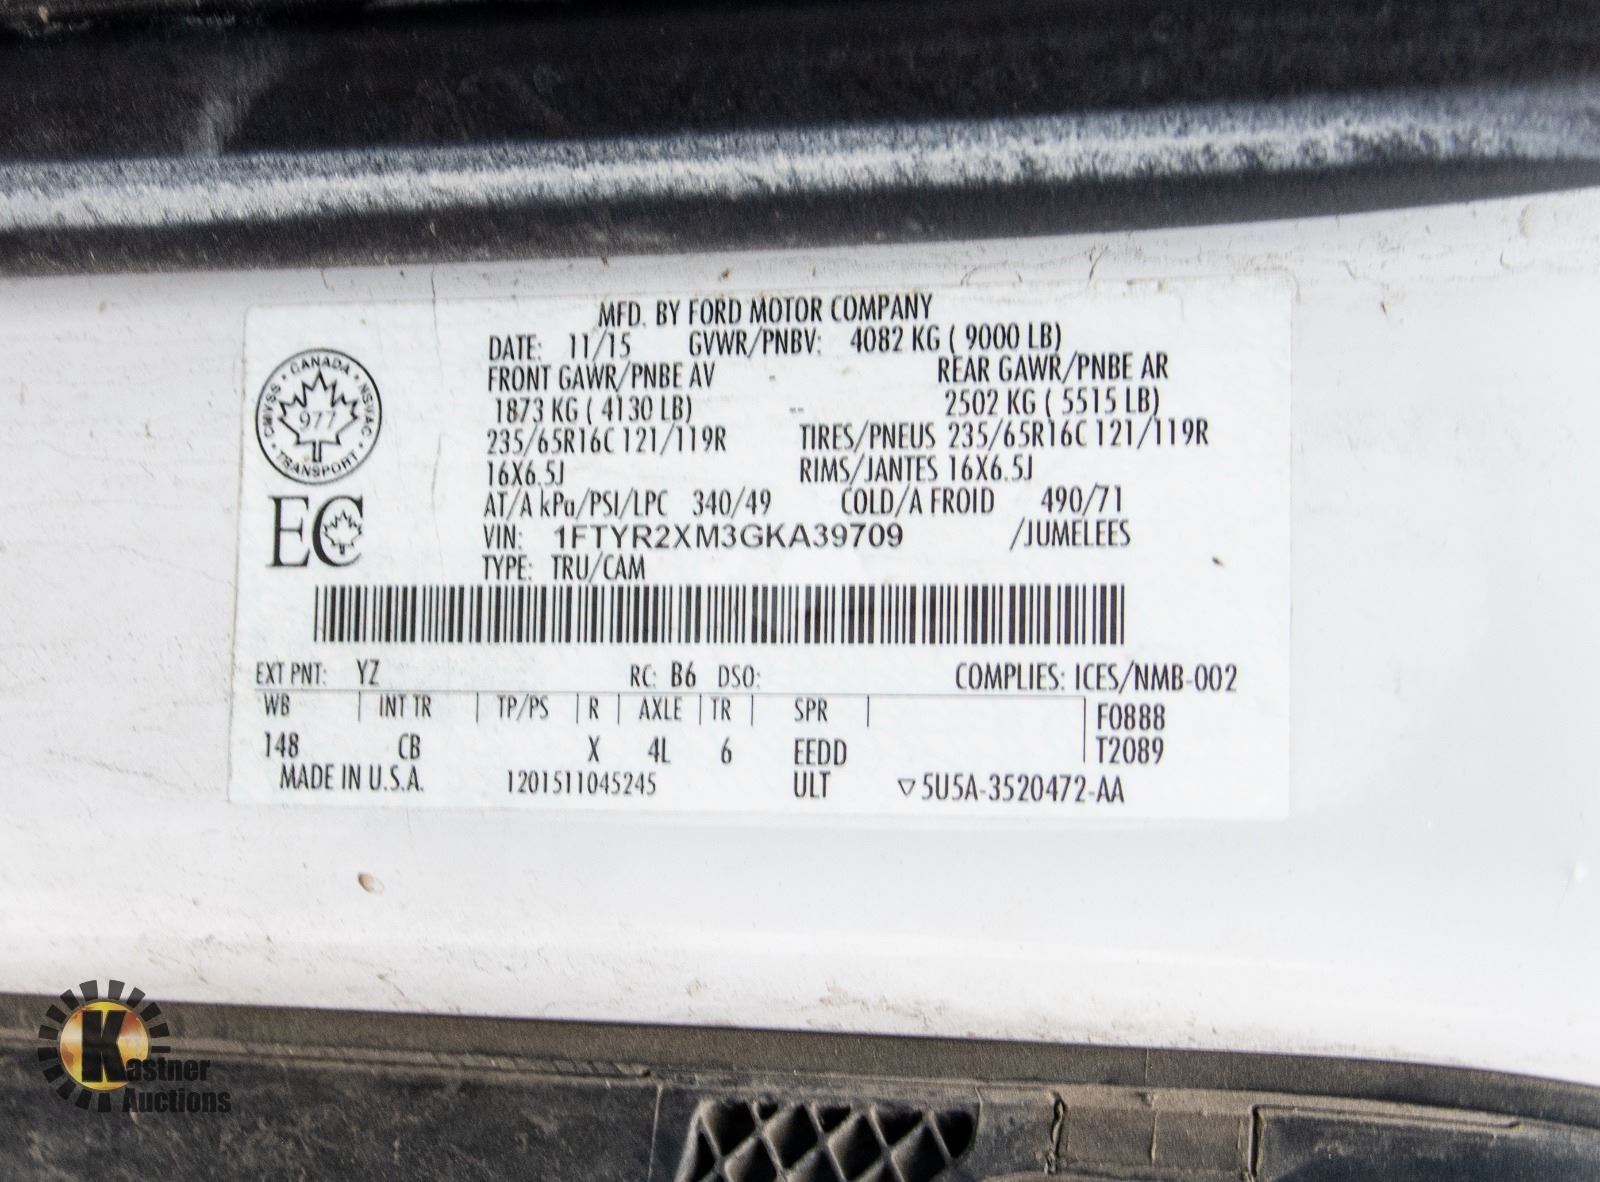 MFD. BY FORD MOTOR COMPANY
DATE: 11/15 GVWR/PNBV: 4082 KG ( 9000 LB)
FRONT GAWR/PNBE AV -- REAR GAWR/PNBE AR
1873 KG ( 4130 LB) -- 2502 KG ( 5515 LB)
235/65R16C 121/119R TIRES/PNEUS 235/65R16C 121/119R
16X6.5J RIMS/JANTES 16X6.5J
AT/A kPa/PSI/LPC 340/49 COLD/A FROID 490/71
VIN: 1FTYR2XM3GKA39709 /JUMELEES
TYPE: TRU/CAM
CANADA
CMVSS NSVAC
977
TRANSPORT
EC
EXT PNT: YZ RC: B6 DSO: COMPLIES: ICES/NMB-002
WB | INT TR | TP/PS | R | AXLE | TR | SPR | F0888
148 CB X 4L 6 EEDD T2089
MADE IN U.S.A. 1201511045245 ULT ▽5U5A-3520472-AA
Kastner
Auctions